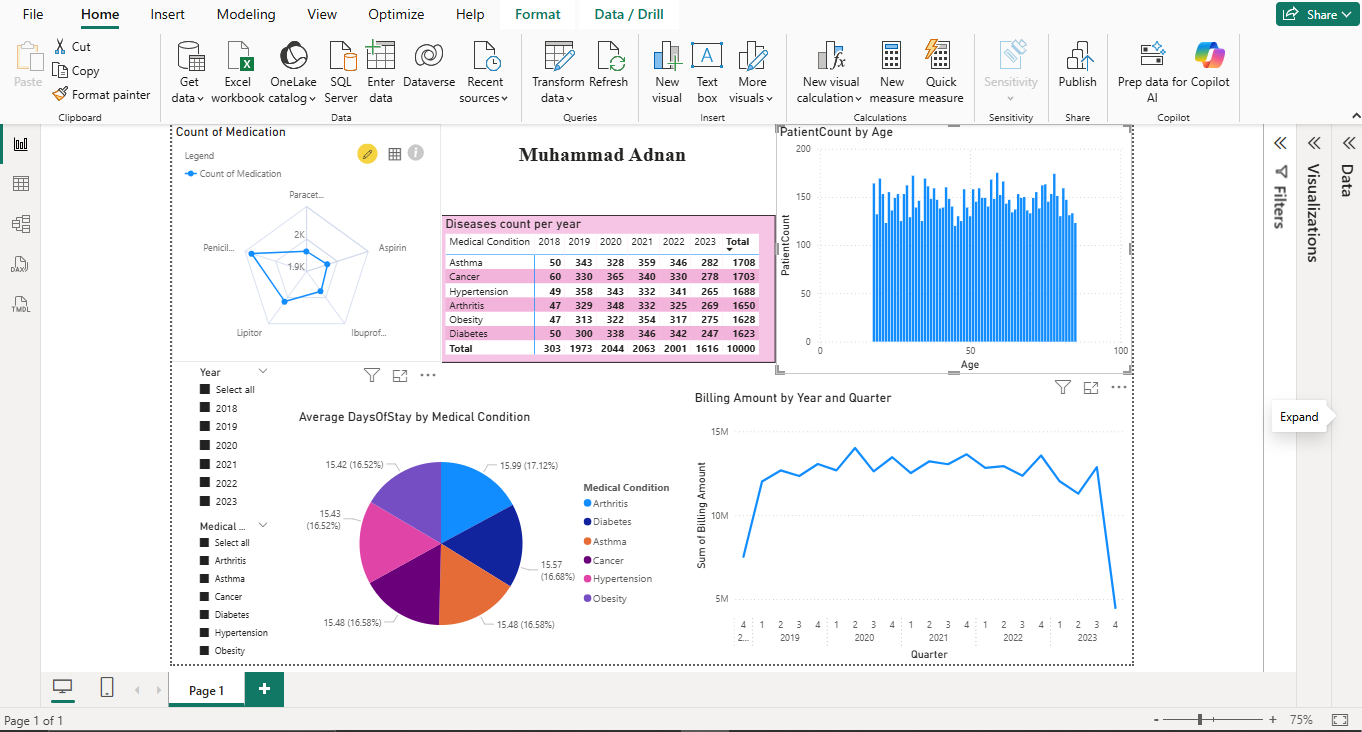 File Home Insert Modeling View Optimize Help Format Data / Drill Share
Paste
Cut
Copy
Format painter
Clipboard
Get data
Excel workbook
OneLake catalog
SQL Server
Enter data
Dataverse
Recent sources
Data
Transform data
Refresh
Queries
New visual
Text box
More visuals
Insert
New visual calculation
New measure
Quick measure
Calculations
Sensitivity
Sensitivity
Publish
Share
Prep data for AI
Copilot
Copilot
DAX
TMDL
Count of Medication
Legend
Count of Medication
Paracet...
Penicil...
2K
Aspirin
1.9K
Lipitor
Ibuprof...
Muhammad Adnan
Diseases count per year
Medical Condition 2018 2019 2020 2021 2022 2023 Total
Asthma 50 343 328 359 346 282 1708
Cancer 60 330 365 340 330 278 1703
Hypertension 49 358 343 332 341 265 1688
Arthritis 47 329 348 332 325 269 1650
Obesity 47 313 322 354 317 275 1628
Diabetes 50 300 338 346 342 247 1623
Total 303 1973 2044 2063 2001 1616 10000
PatientCount by Age
200
150
100
50
0
PatientCount
0 50 100
Age
Year
Select all
2018
2019
2020
2021
2022
2023
Medical ...
Select all
Arthritis
Asthma
Cancer
Diabetes
Hypertension
Obesity
Average DaysOfStay by Medical Condition
15.42 (16.52%)
15.99 (17.12%)
15.43 (16.52%)
15.57 (16.68%)
15.48 (16.58%)
15.48 (16.58%)
Medical Condition
Arthritis
Diabetes
Asthma
Cancer
Hypertension
Obesity
Billing Amount by Year and Quarter
15M
10M
5M
Sum of Billing Amount
4 1 2 3 4 1 2 3 4 1 2 3 4 1 2 3 4 1 2 3 4
2... 2019 2020 2021 2022 2023
Quarter
Filters
Visualizations
Data
Expand
Page 1
Page 1 of 1
- + 75%